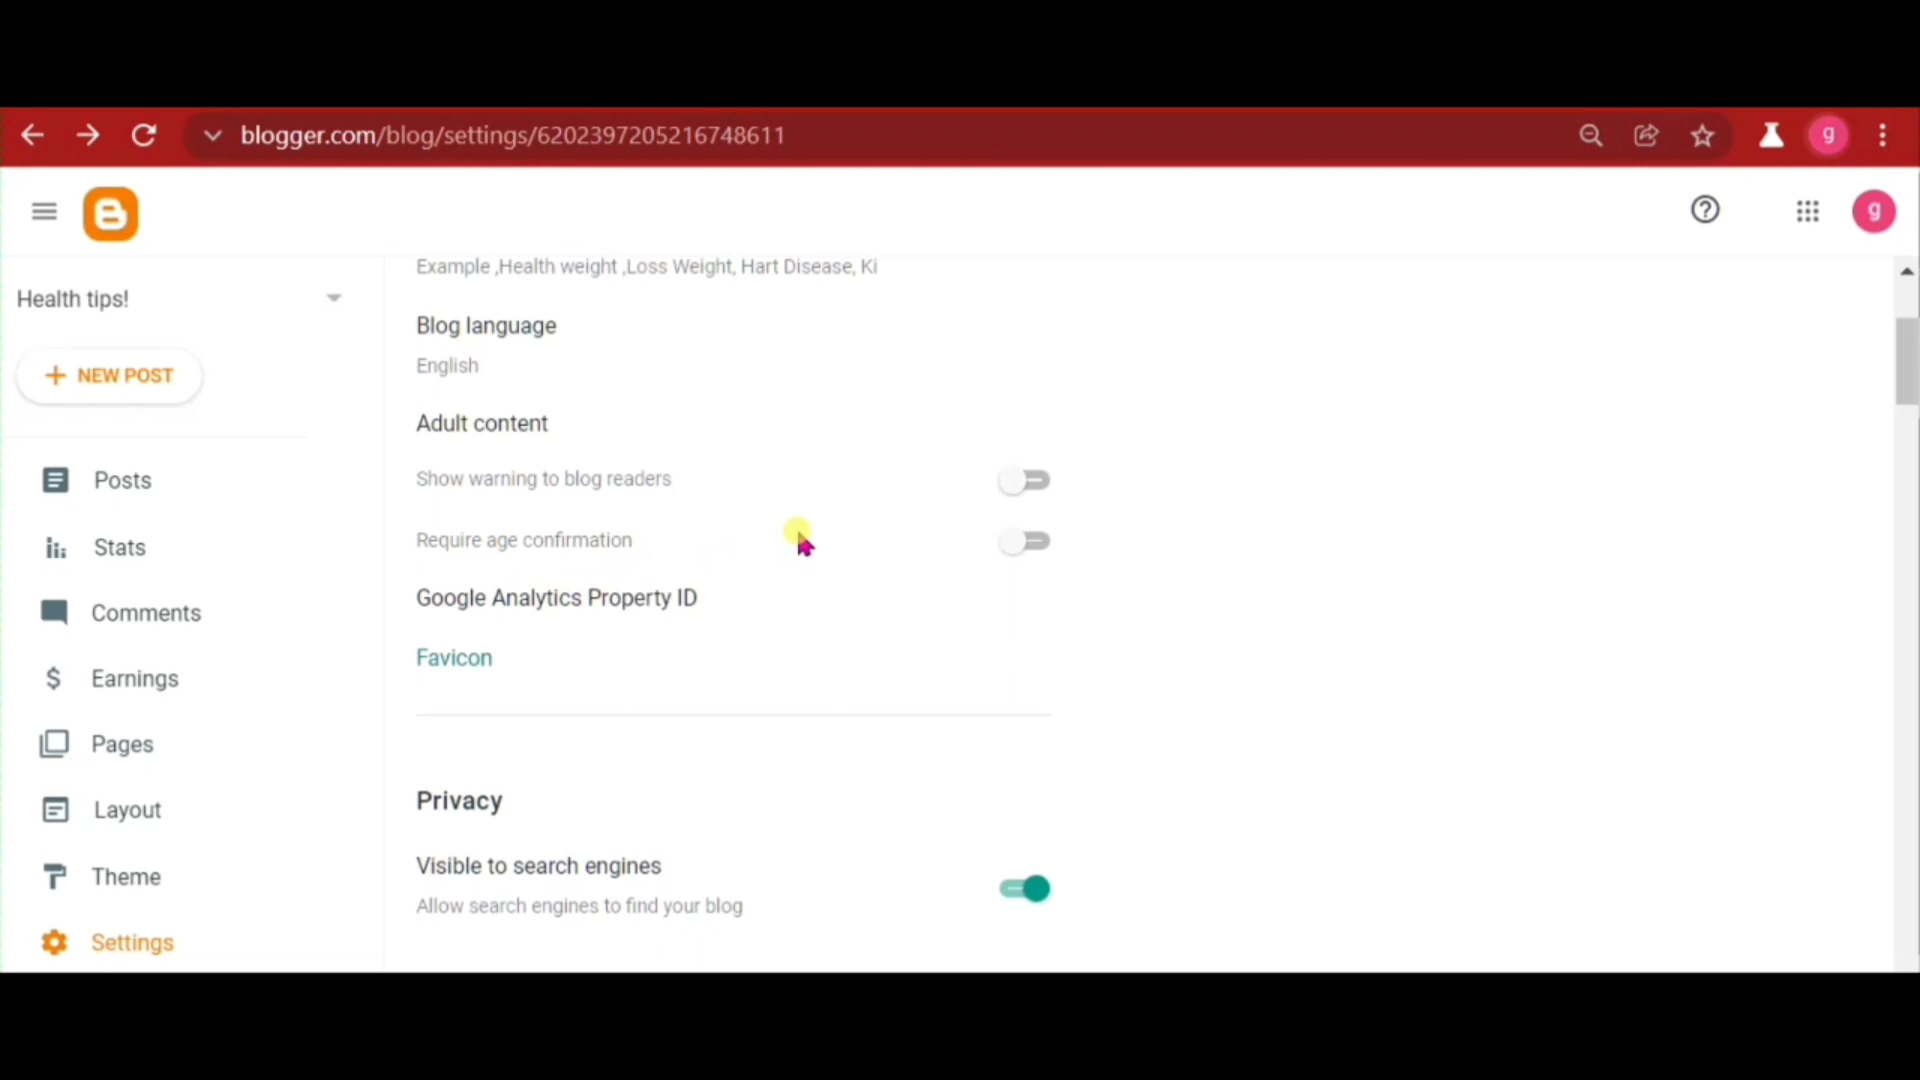 blogger.com/blog/settings/6202397205216748611
g
g
Health tips!
NEW POST
Posts
Stats
Comments
Earnings
Pages
Layout
Theme
Settings
Example ,Health weight ,Loss Weight, Hart Disease, Ki
Blog language
English
Adult content
Show warning to blog readers
Require age confirmation
Google Analytics Property ID
Favicon
Privacy
Visible to search engines
Allow search engines to find your blog